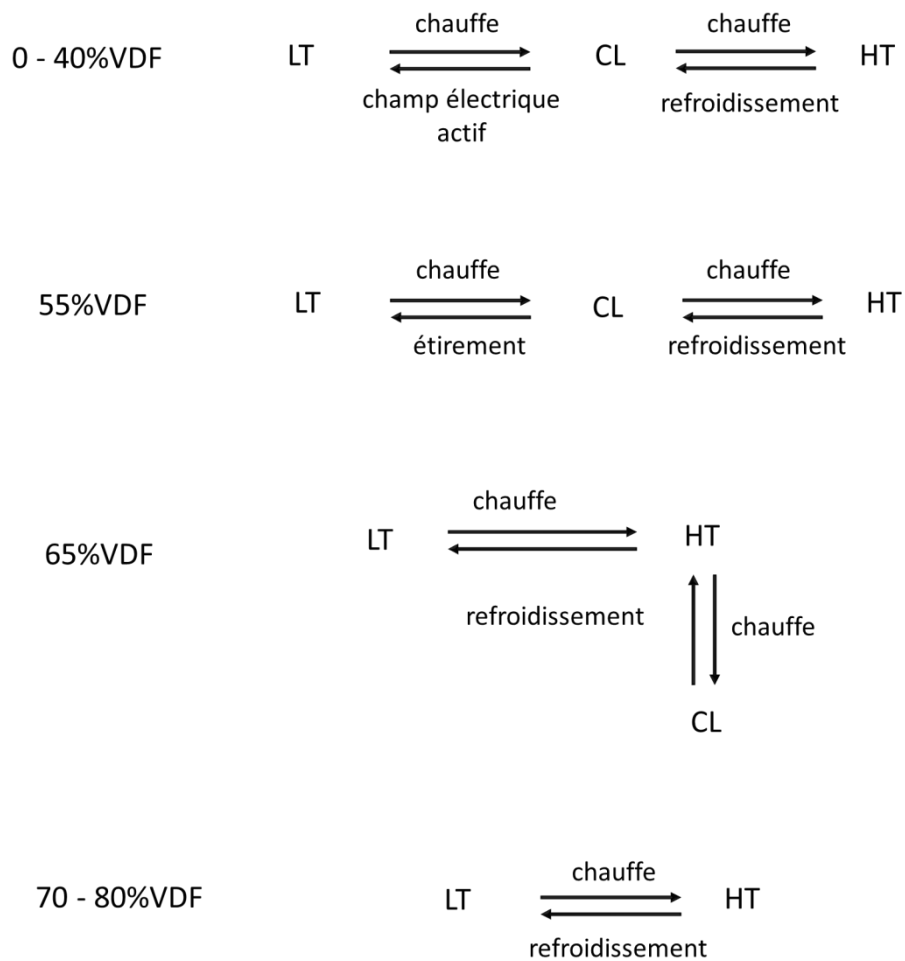 chauffe chauffe
0 - 40%VDF LT CL HT
champ électrique refroidissement
actif
chauffe chauffe
55%VDF LT CL HT
étirement refroidissement
chauffe
65%VDF LT HT
refroidissement chauffe
CL
chauffe
70 - 80%VDF LT HT
refroidissement